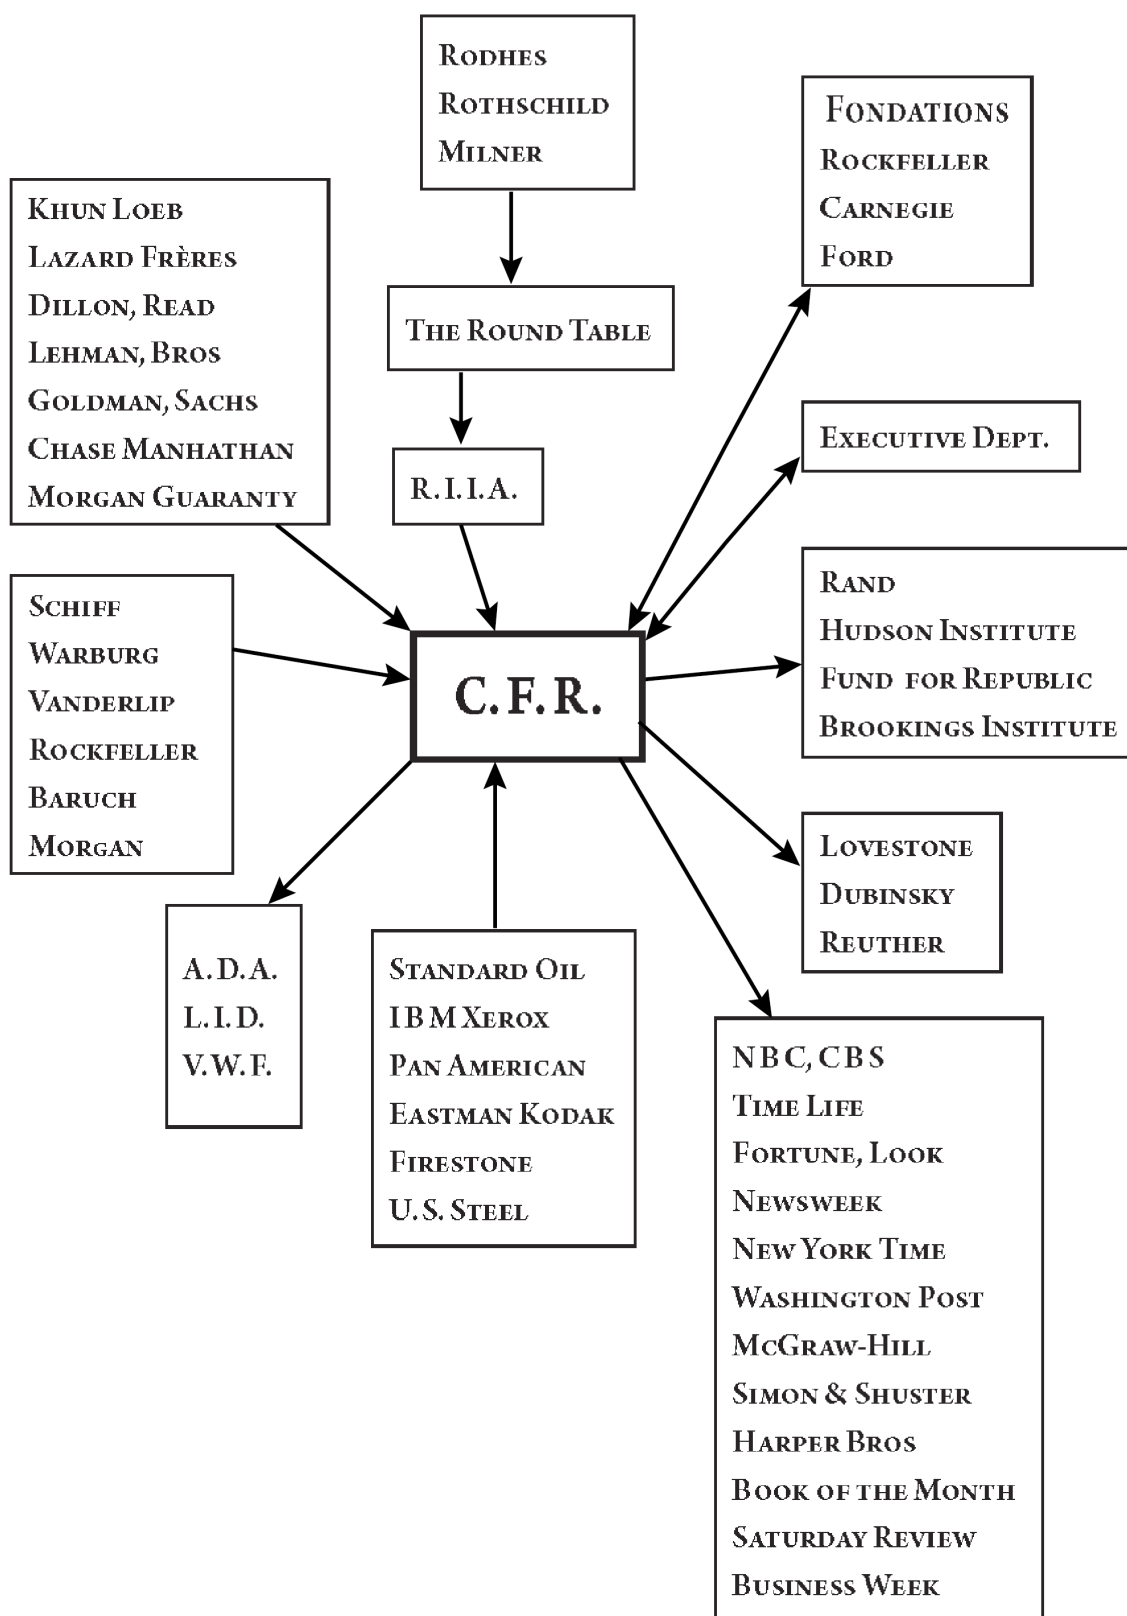 Rodhes
Rothschild
Milner
Fondations
Rockfeller
Carnegie
Ford
Khun Loeb
Lazard Frères
Dillon, Read
Lehman, Bros
Goldman, Sachs
Chase Manhathan
Morgan Guaranty
The Round Table
R.I.I.A.
Executive Dept.
Schiff
Warburg
Vanderlip
Rockfeller
Baruch
Morgan
C.F.R.
Rand
Hudson Institute
Fund for Republic
Brookings Institute
Lovestone
Dubinsky
Reuther
A.D.A.
L.I.D.
V.W.F.
Standard Oil
IBM Xerox
Pan American
Eastman Kodak
Firestone
U.S. Steel
NBC, CBS
Time Life
Fortune, Look
Newsweek
New York Time
Washington Post
McGraw-Hill
Simon & Shuster
Harper Bros
Book of the Month
Saturday Review
Business Week